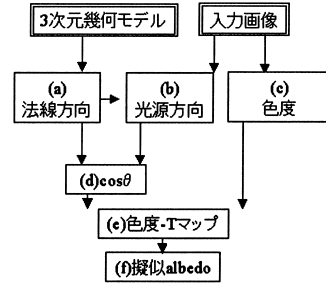 3次元幾何モデル
入力画像
(a)
法線方向
(b)
光源方向
(c)
色度
(d)cosθ
(e)色度-Tマップ
(f)擬似albedo